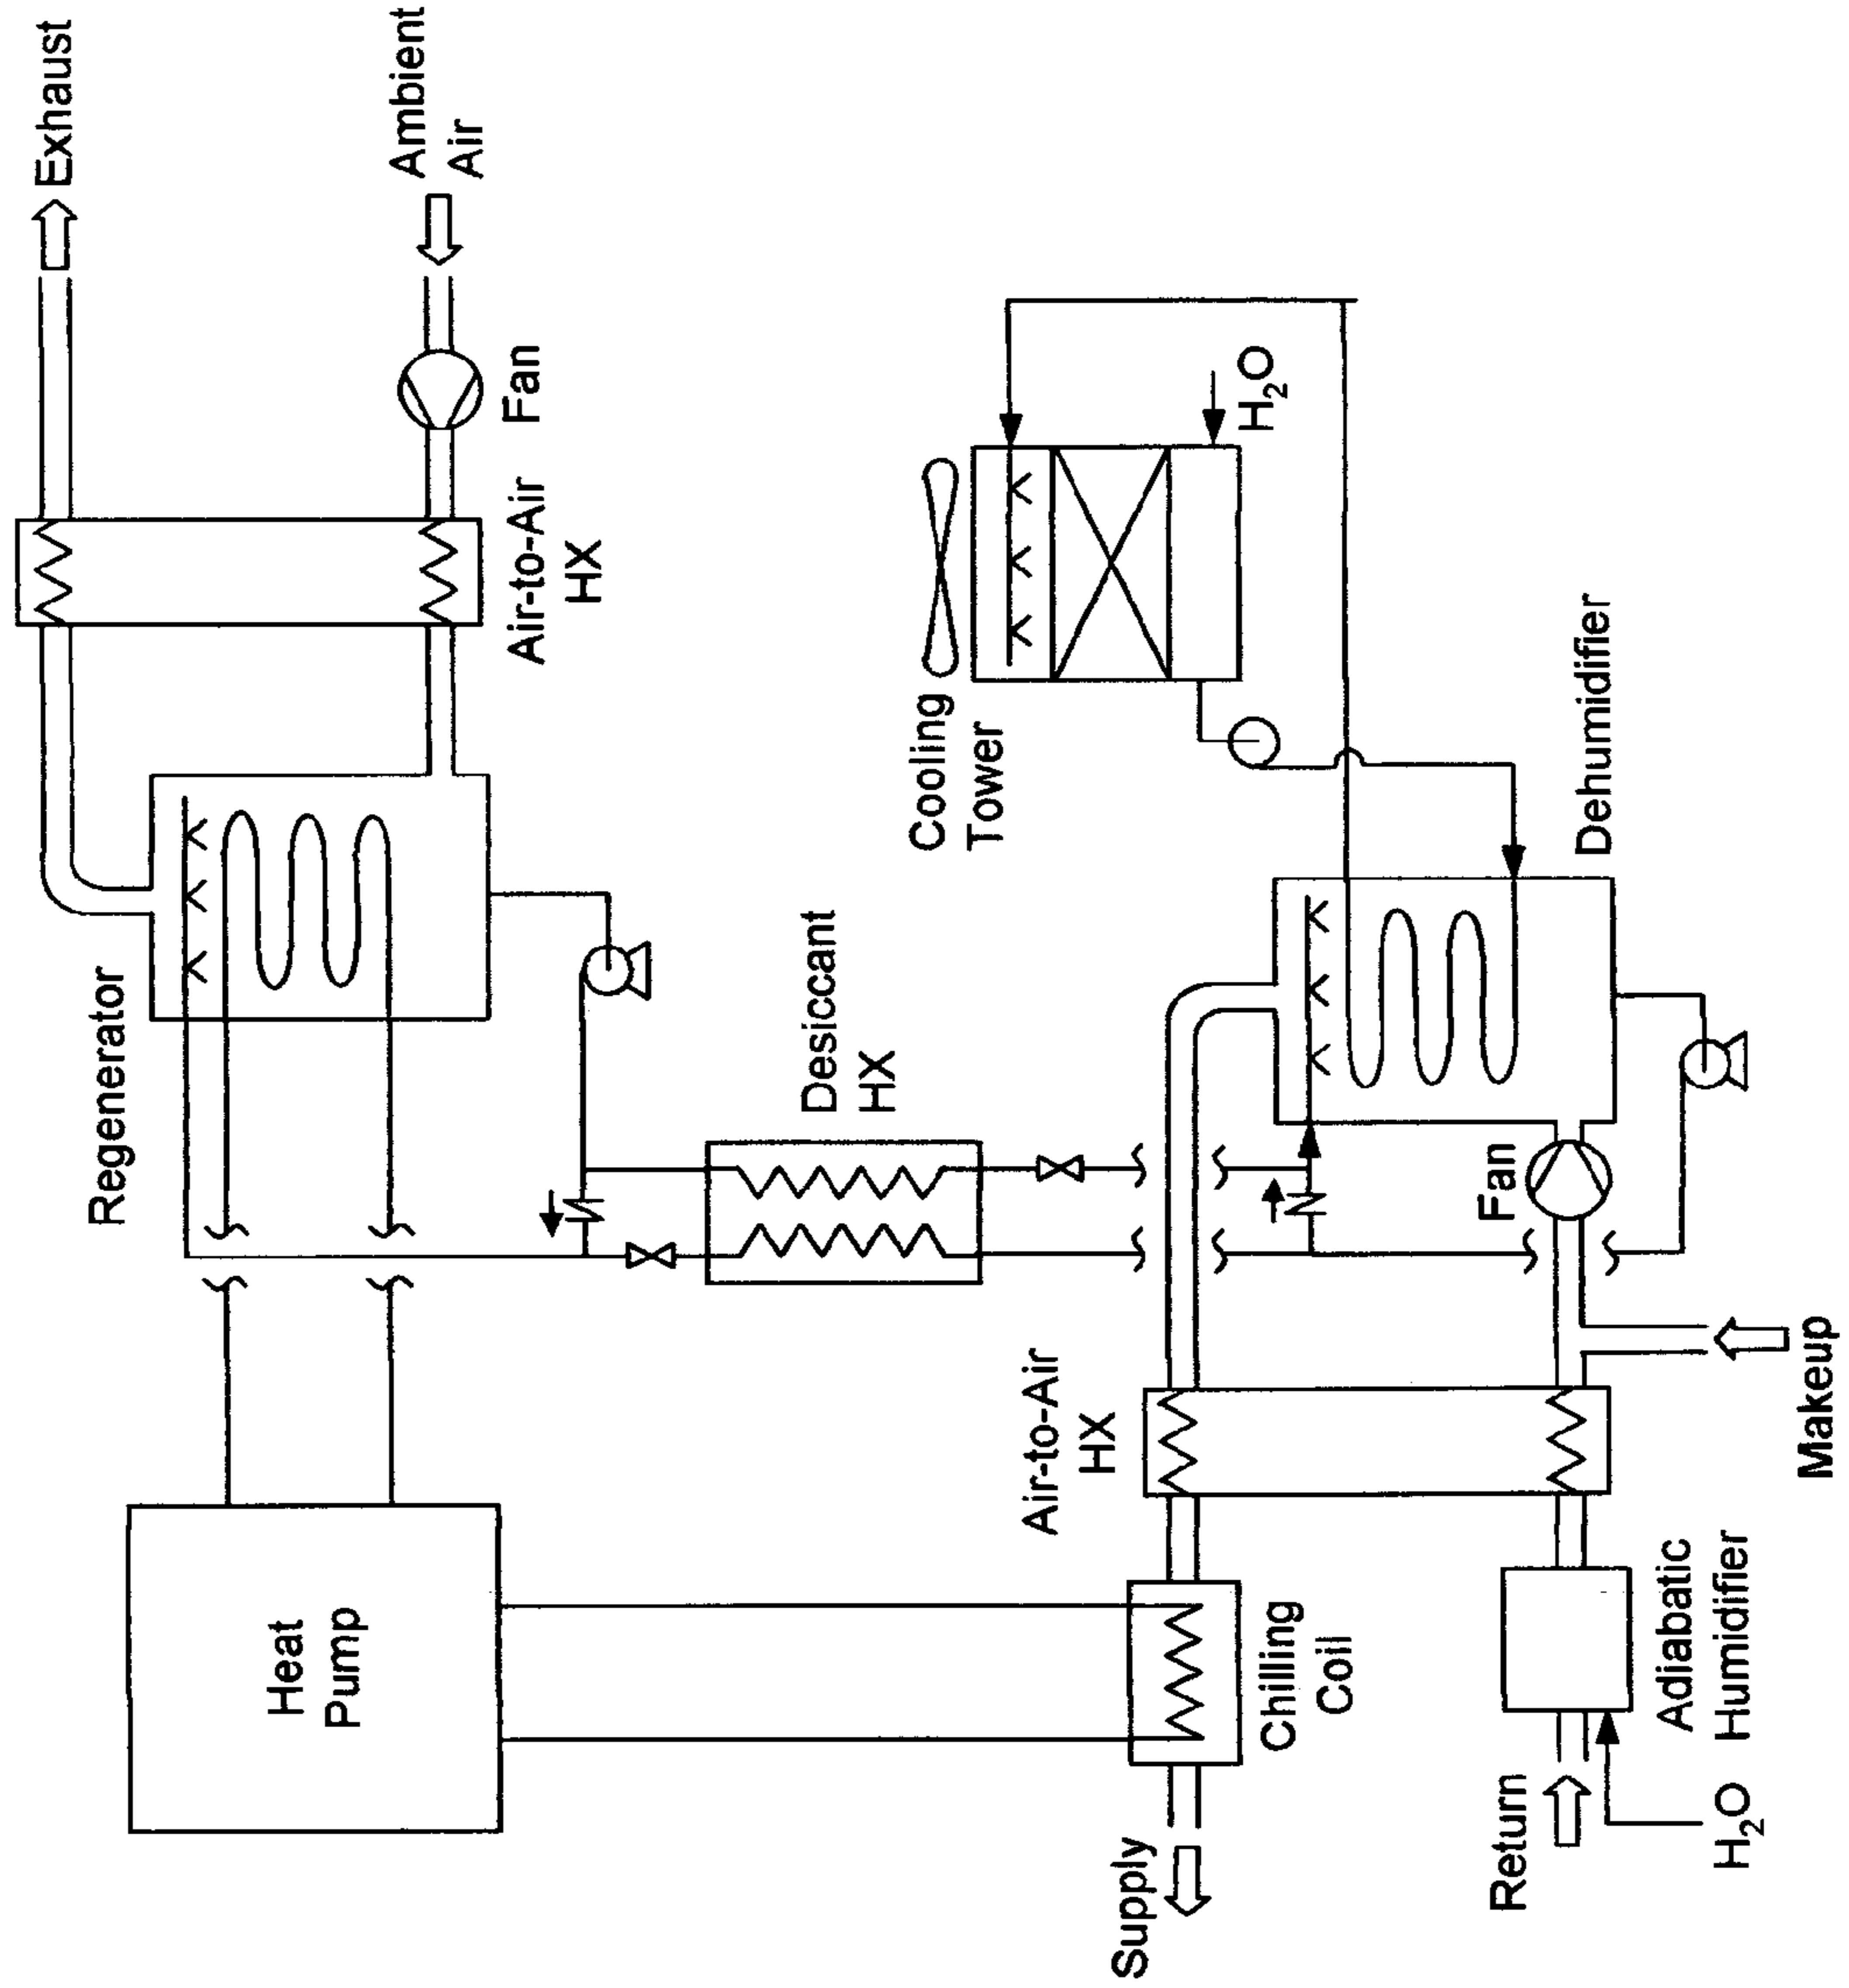 Heat
Pump
Regenerator
Exhaust
Ambient
Air
Fan
Air-to-Air
HX
Desiccant
HX
Cooling
Tower
H₂O
Dehumidifier
Fan
Air-to-Air
HX
Makeup
Chilling
Coil
Supply
Return
Adiabatic
Humidifier
H₂O